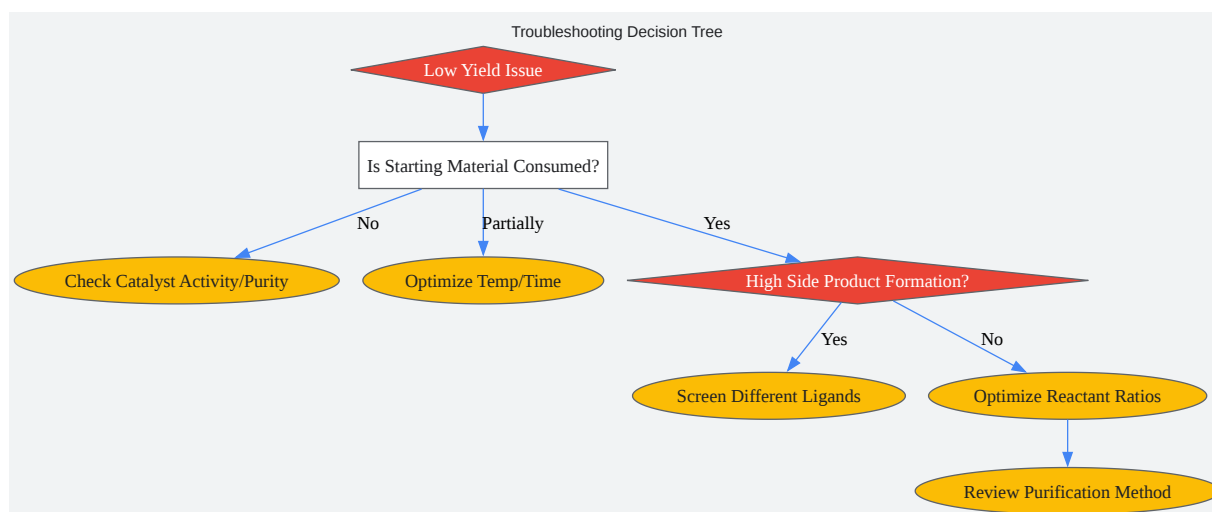 Troubleshooting Decision Tree
Low Yield Issue
Is Starting Material Consumed?
No
Partially
Yes
Check Catalyst Activity/Purity
Optimize Temp/Time
High Side Product Formation?
Yes
No
Screen Different Ligands
Optimize Reactant Ratios
Review Purification Method